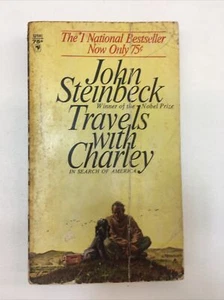 75¢
The #1 National Bestseller
Now Only 75¢
John
Steinbeck
Winner of the Nobel Prize
Travels
with
Charley
IN SEARCH OF AMERICA